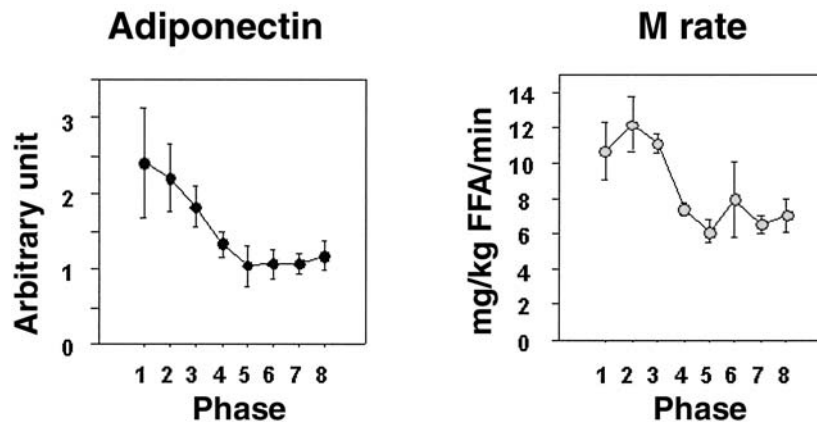 Adiponectin
Arbitrary unit
3
2
1
0
1 2 3 4 5 6 7 8
Phase
M rate
mg/kg FFA/min
14
12
10
8
6
4
2
0
1 2 3 4 5 6 7 8
Phase